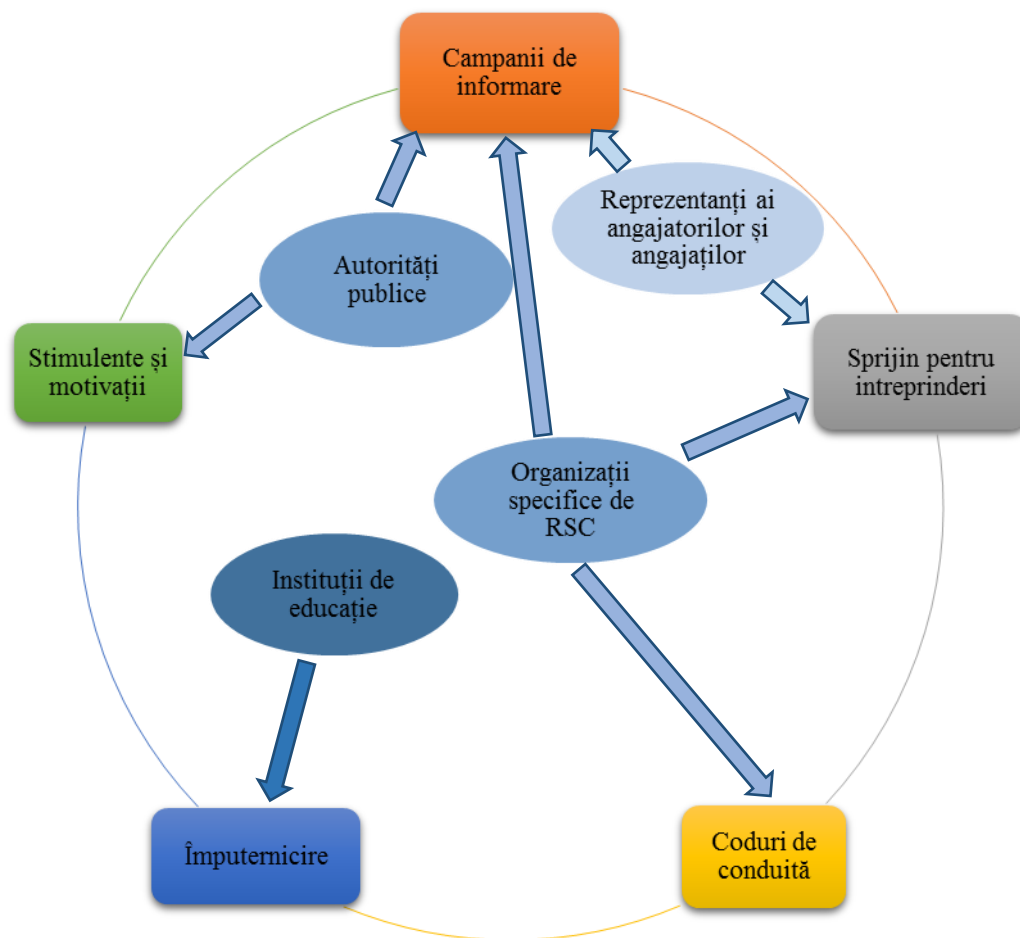 Campanii de
informare
Reprezentanți ai
angajatorilor și
angajaților
Autorități
publice
Stimulente și
motivații
Sprijin pentru
intreprinderi
Organizații
specifice de
RSC
Instituții de
educație
Împuternicire
Coduri de
conduită